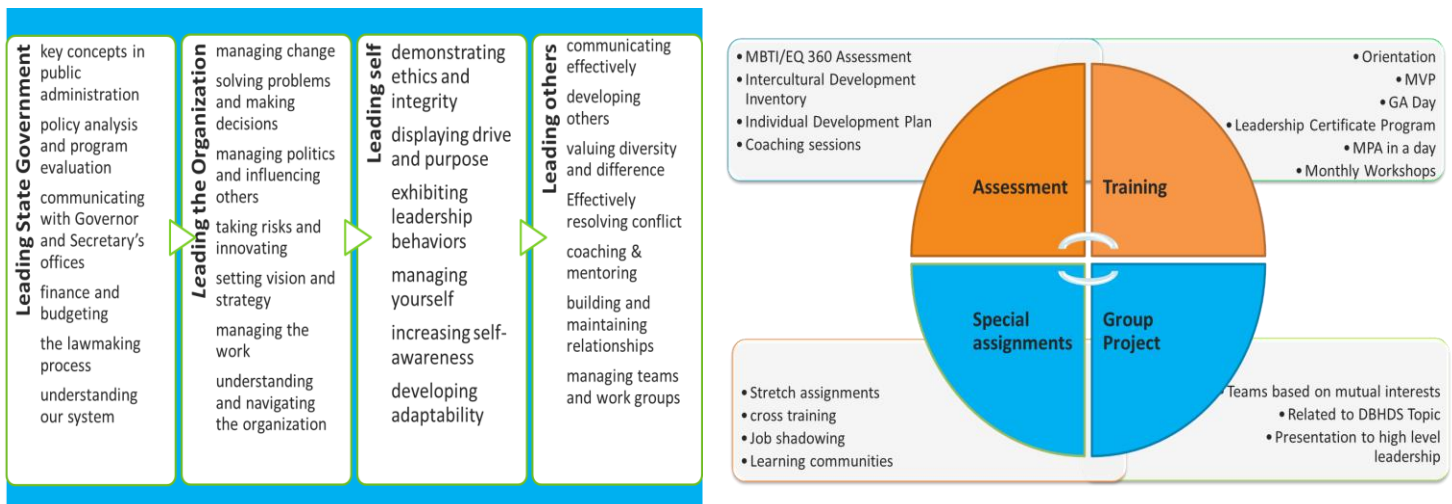 Leading State Government
key concepts in
public
administration
policy analysis
and program
evaluation
communicating
with Governor
and Secretary's
offices
finance and
budgeting
the lawmaking
process
understanding
our system
Leading the Organization
managing change
solving problems
and making
decisions
managing politics
and influencing
others
taking risks and
innovating
setting vision and
strategy
managing the
work
understanding
and navigating
the organization
Leading self
demonstrating
ethics and
integrity
displaying drive
and purpose
exhibiting
leadership
behaviors
managing
yourself
increasing self-
awareness
developing
adaptability
Leading others
communicating
effectively
developing
others
valuing diversity
and difference
Effectively
resolving conflict
coaching &
mentoring
building and
maintaining
relationships
managing teams
and work groups
• MBTI/EQ 360 Assessment
• Intercultural Development
Inventory
• Individual Development Plan
• Coaching sessions
Assessment
• Orientation
• MVP
• GA Day
• Leadership Certificate Program
• MPA in a day
• Monthly Workshops
Training
Special
assignments
• Stretch assignments
• cross training
• Job shadowing
• Learning communities
Group
Project
Teams based on mutual interests
• Related to DBHDS Topic
• Presentation to high level
leadership